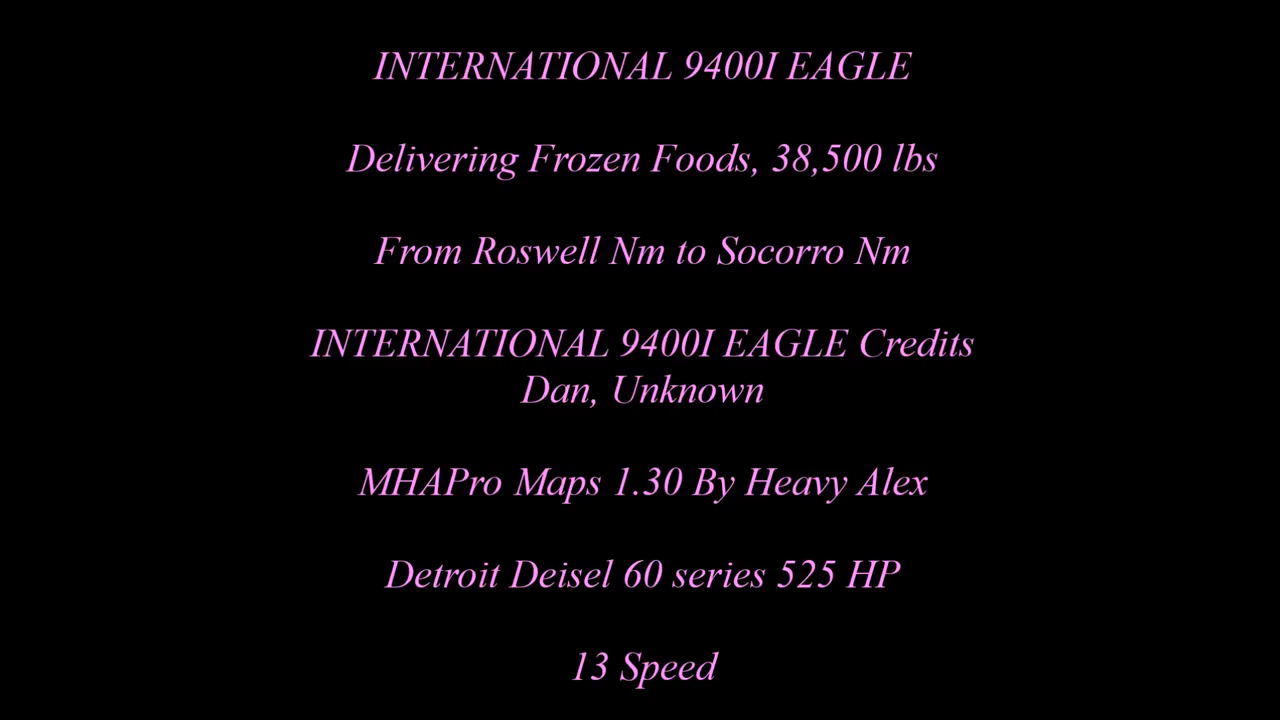 INTERNATIONAL 9400I EAGLE
Delivering Frozen Foods, 38,500 lbs
From Roswell Nm to Socorro Nm
INTERNATIONAL 9400I EAGLE Credits
Dan, Unknown
MHAPro Maps 1.30 By Heavy Alex
Detroit Deisel 60 series 525 HP
13 Speed